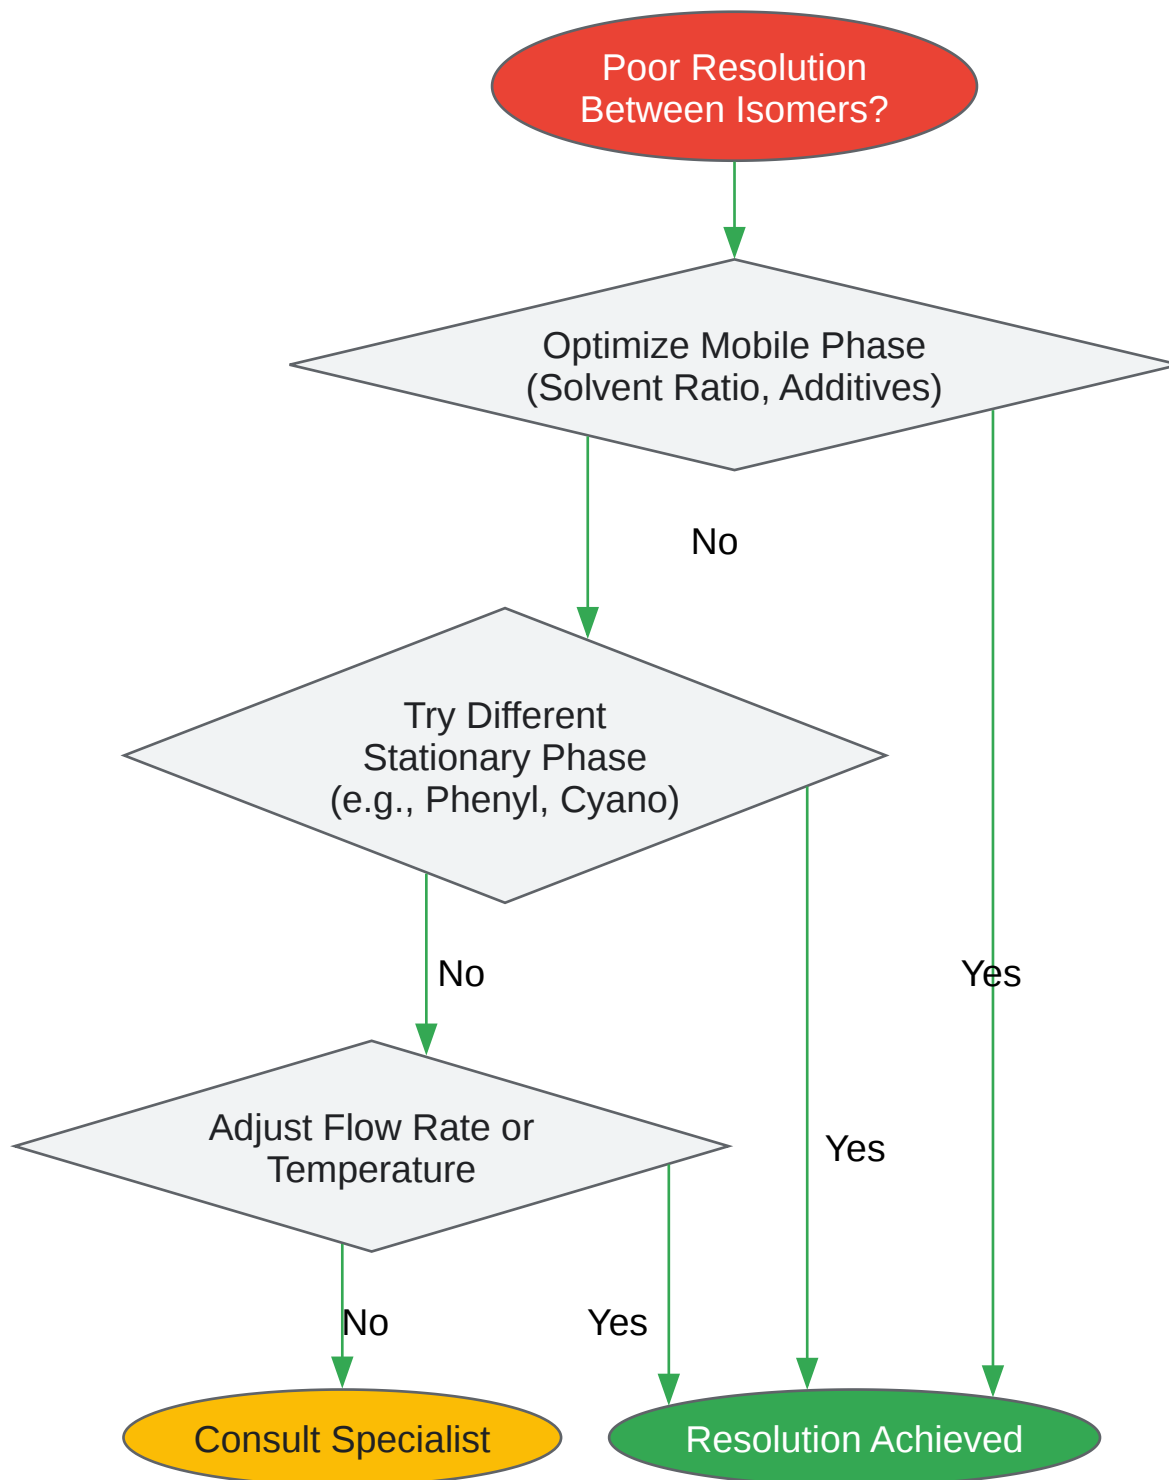 Poor Resolution
Between Isomers?
Optimize Mobile Phase
(Solvent Ratio, Additives)
No
Try Different
Stationary Phase
(e.g., Phenyl, Cyano)
No
Yes
Yes
Adjust Flow Rate or
Temperature
No
Yes
Consult Specialist
Resolution Achieved